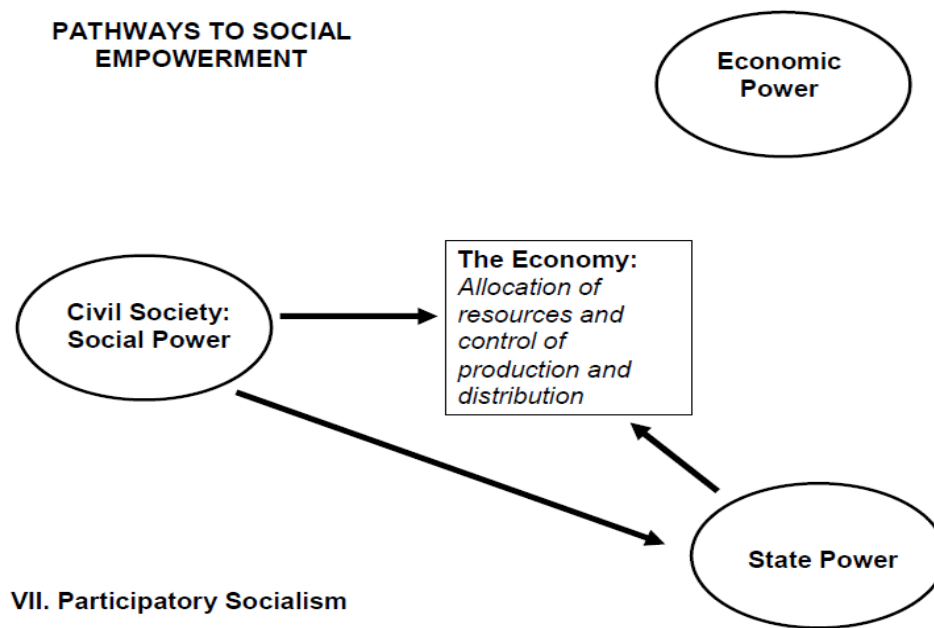 PATHWAYS TO SOCIAL
EMPOWERMENT
Economic
Power
Civil Society:
Social Power
The Economy:
Allocation of
resources and
control of
production and
distribution
State Power
VII. Participatory Socialism